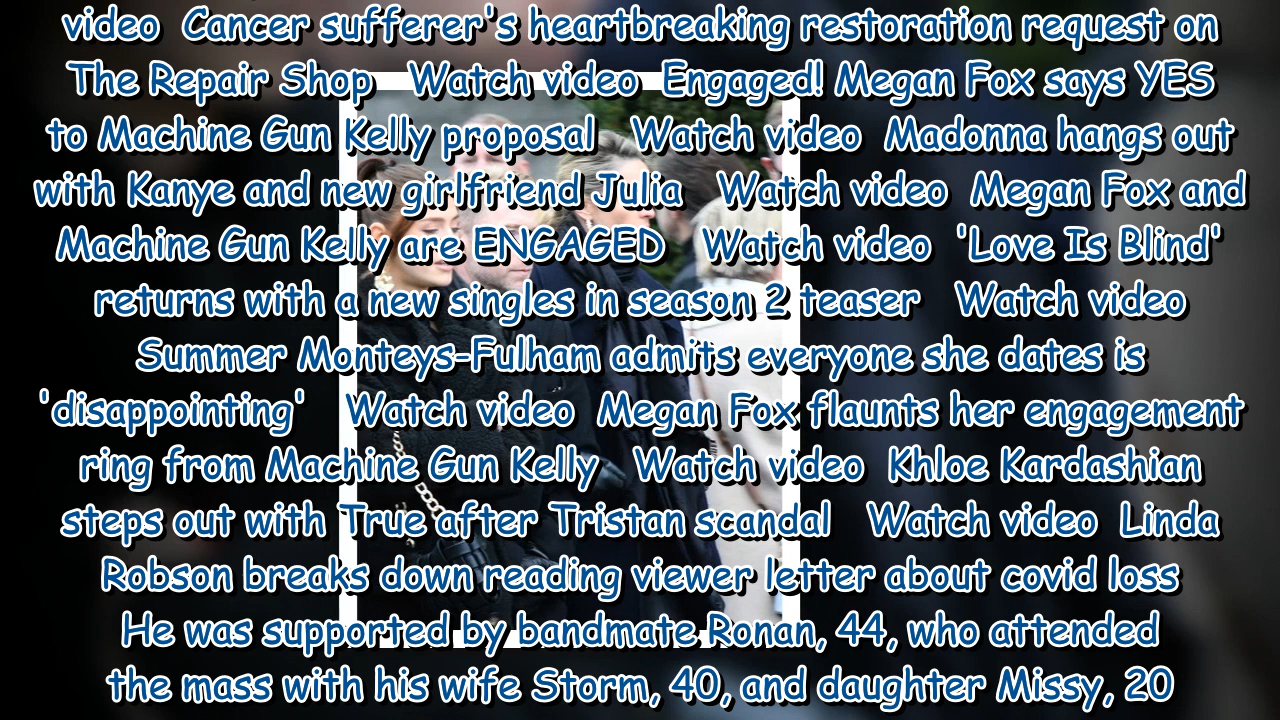 video Cancer sufferer's heartbreaking restoration request on
The Repair Shop Watch video Engaged! Megan Fox says YES
to Machine Gun Kelly proposal Watch video Madonna hangs out
with Kanye and new girlfriend Julia Watch video Megan Fox and
Machine Gun Kelly are ENGAGED Watch video 'Love Is Blind'
returns with a new singles in season 2 teaser Watch video
Summer Monteys-Fulham admits everyone she dates is
'disappointing' Watch video Megan Fox flaunts her engagement
ring from Machine Gun Kelly Watch video Khloe Kardashian
steps out with True after Tristan scandal Watch video Linda
Robson breaks down reading viewer letter about covid loss
He was supported by bandmate Ronan, 44, who attended
the mass with his wife Storm, 40, and daughter Missy, 20